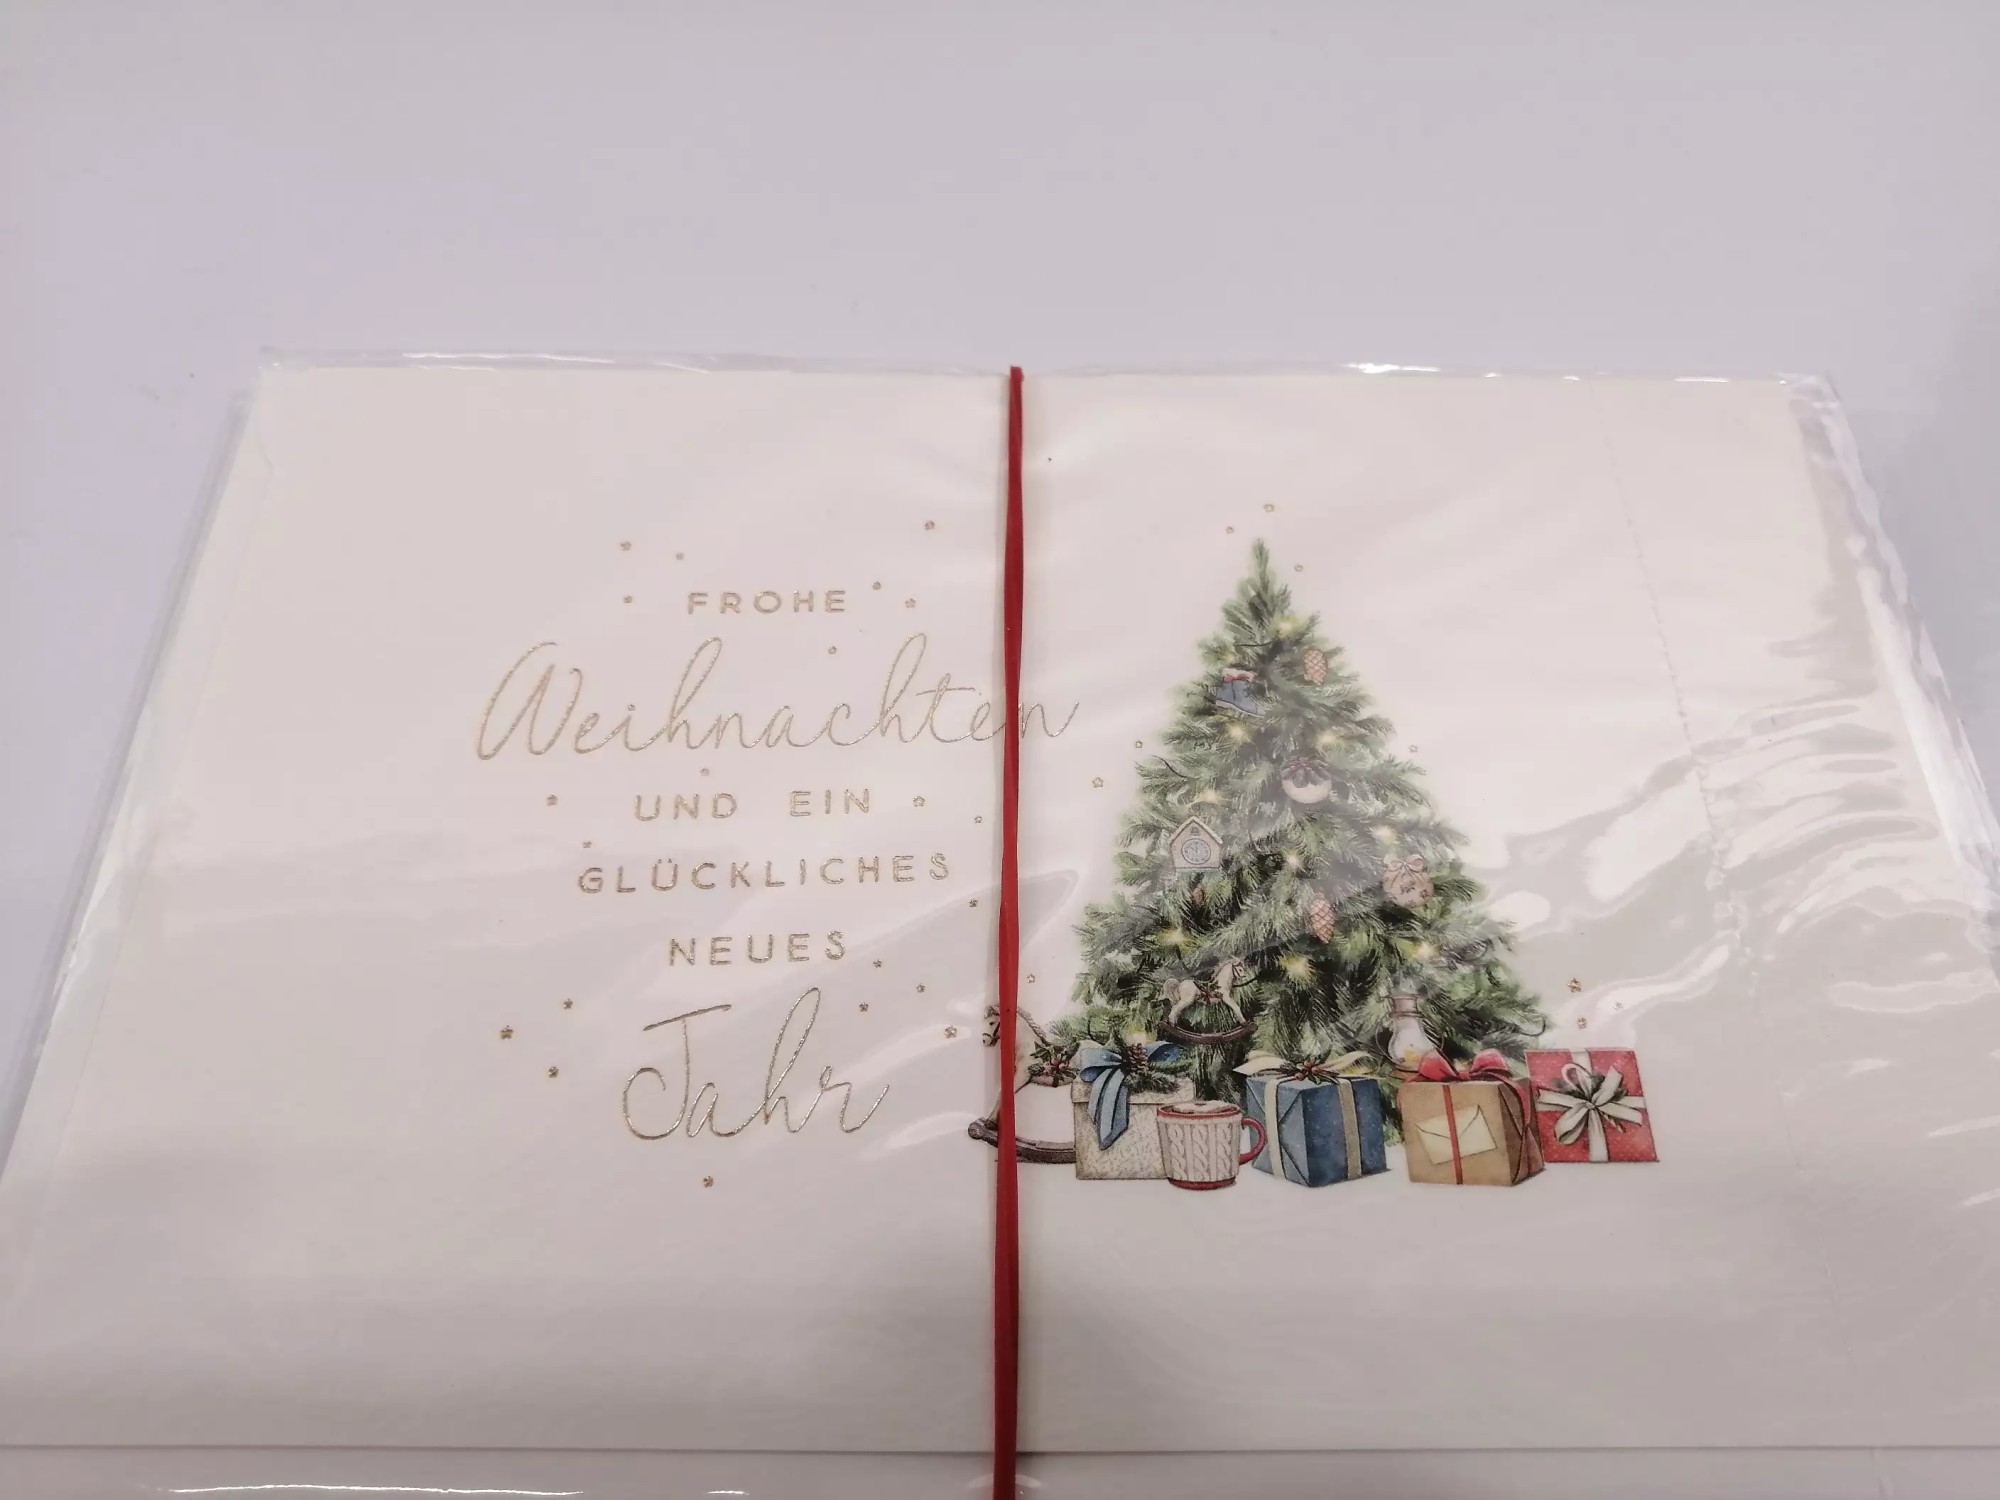 FROHE
Weihnachten
UND EIN
GLÜCKLICHES
NEUES
Jahr